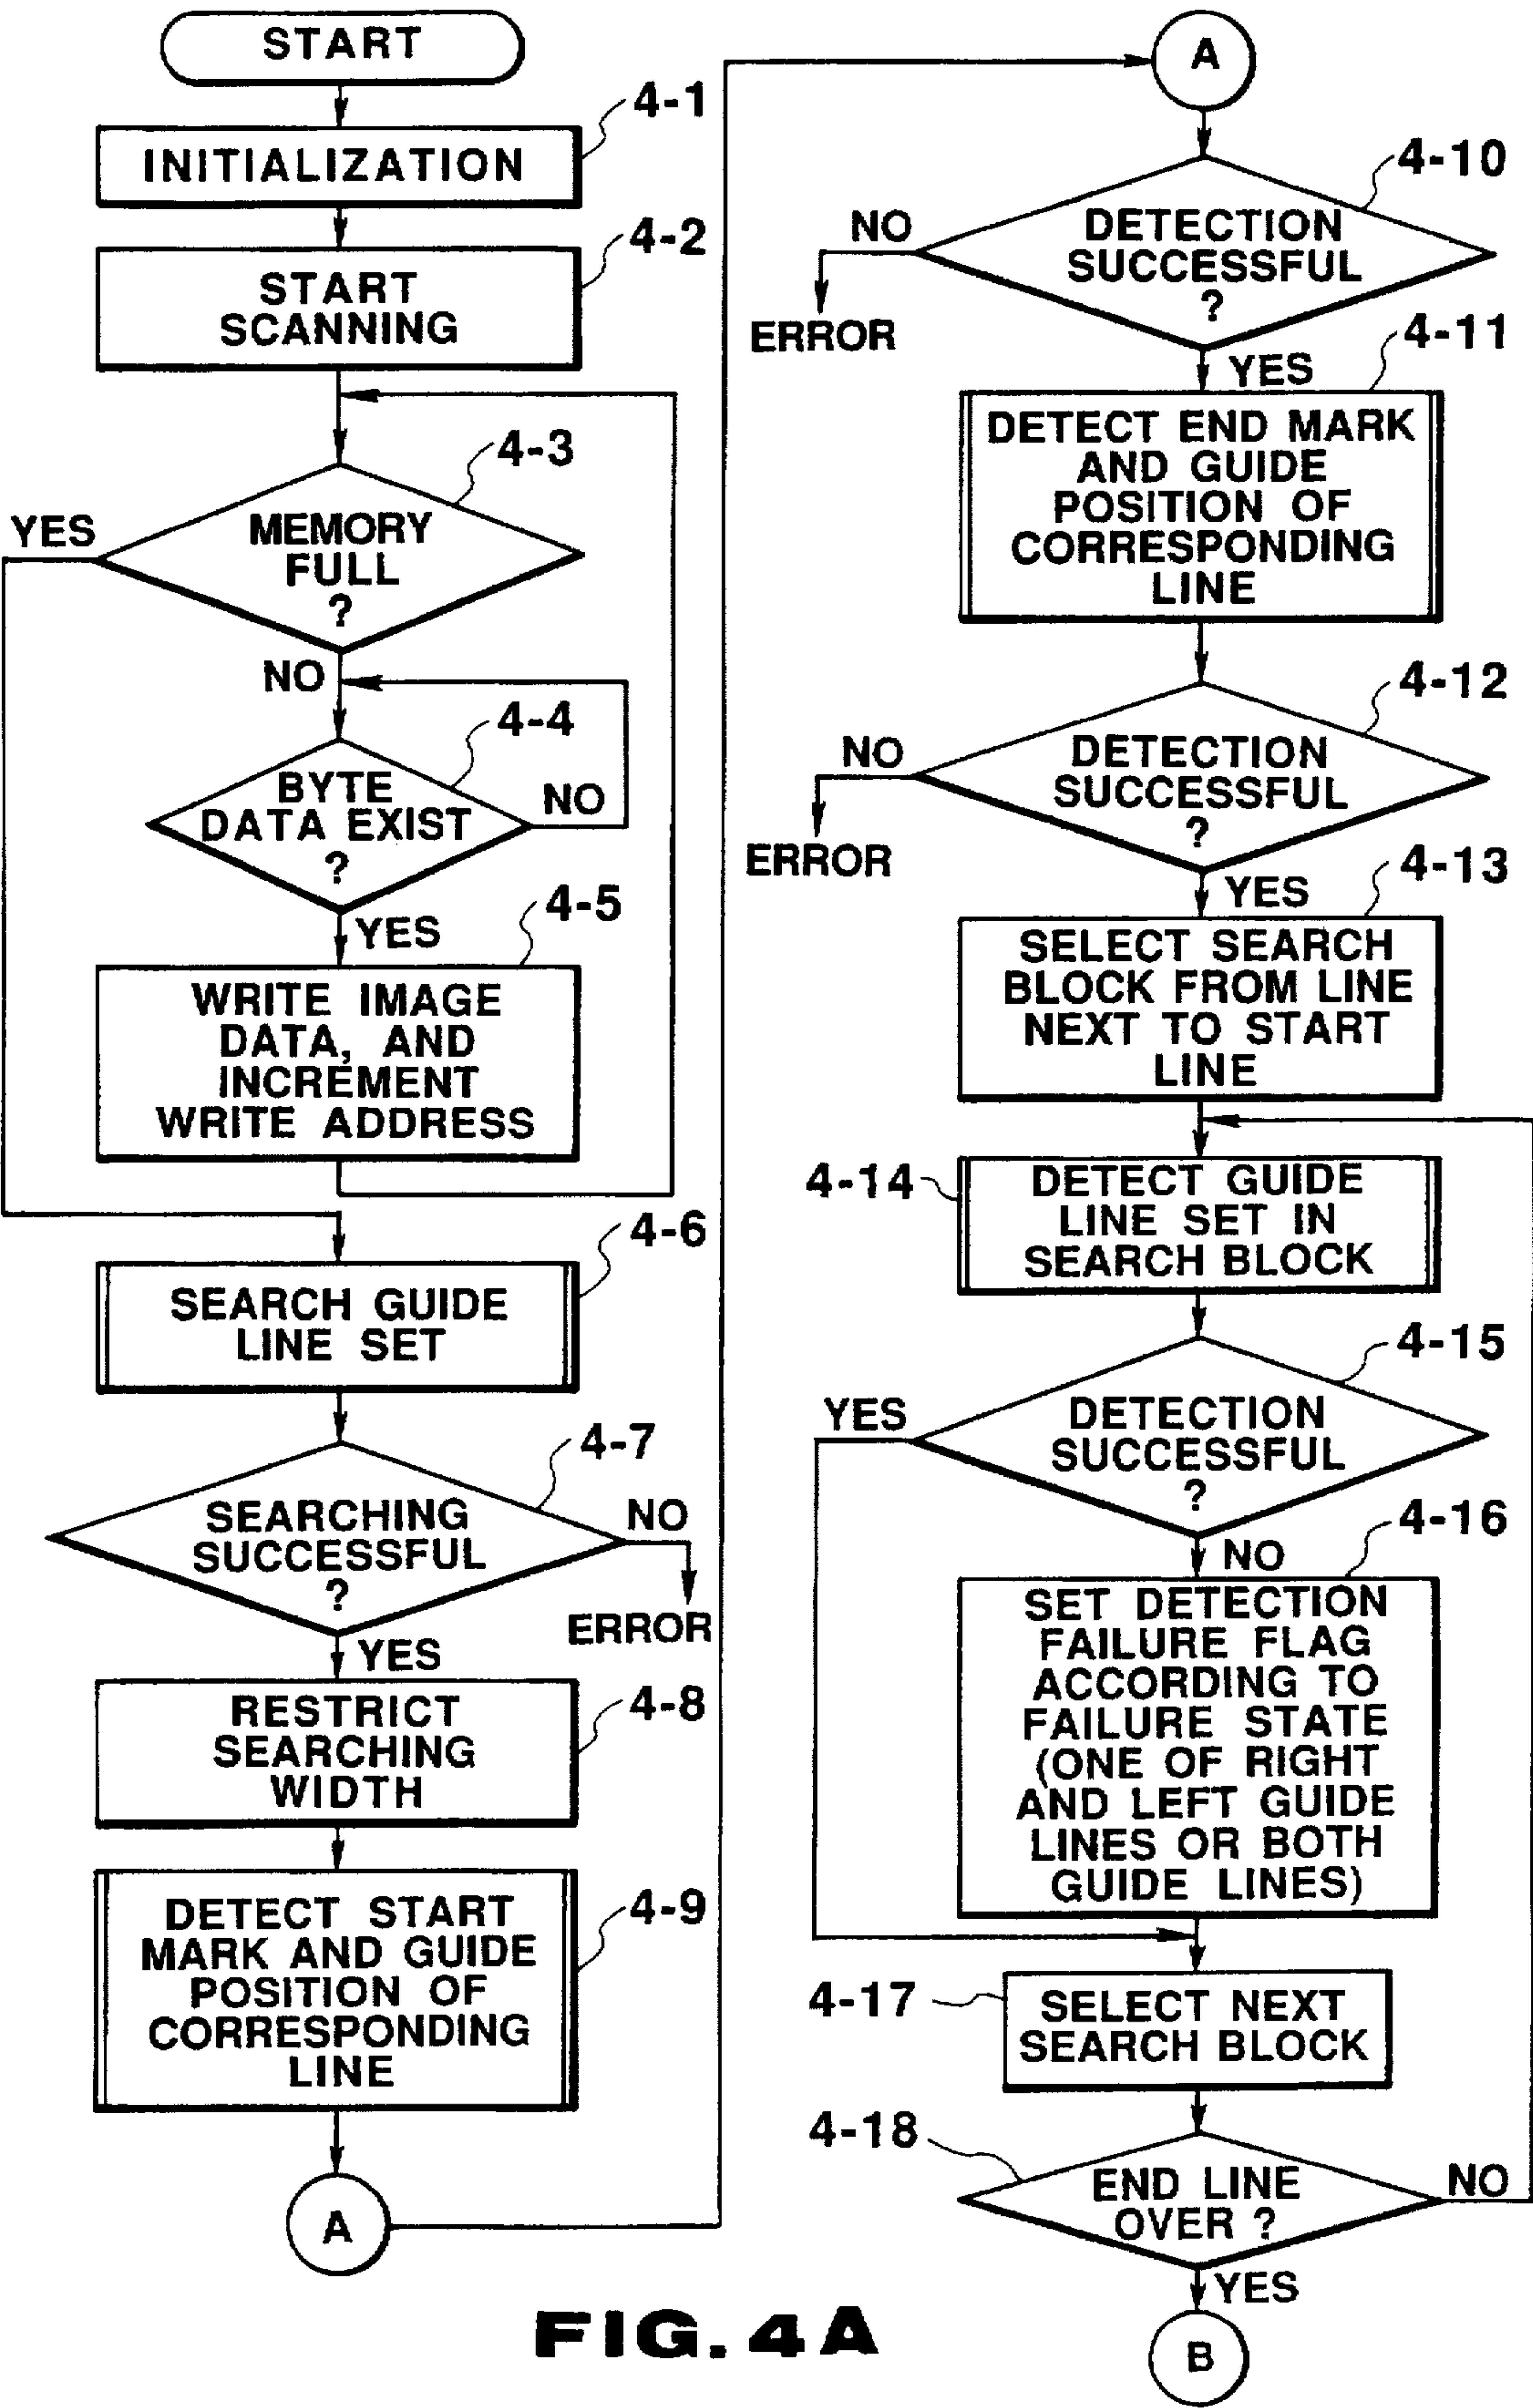 START
4-1
INITIALIZATION
4-2
START
SCANNING
4-3
YES
MEMORY
FULL
?
NO
4-4
BYTE
DATA EXIST
?
NO
YES
4-5
WRITE IMAGE
DATA, AND
INCREMENT
WRITE ADDRESS
4-6
SEARCH GUIDE
LINE SET
4-7
SEARCHING
SUCCESSFUL
?
NO
ERROR
YES
4-8
RESTRICT
SEARCHING
WIDTH
4-9
DETECT START
MARK AND GUIDE
POSITION OF
CORRESPONDING
LINE
A
A
4-10
NO
DETECTION
SUCCESSFUL
?
ERROR
YES
4-11
DETECT END MARK
AND GUIDE
POSITION OF
CORRESPONDING
LINE
4-12
NO
DETECTION
SUCCESSFUL
?
ERROR
YES
4-13
SELECT SEARCH
BLOCK FROM LINE
NEXT TO START
LINE
4-14
DETECT GUIDE
LINE SET IN
SEARCH BLOCK
4-15
YES
DETECTION
SUCCESSFUL
?
NO
4-16
SET DETECTION
FAILURE FLAG
ACCORDING TO
FAILURE STATE
(ONE OF RIGHT
AND LEFT GUIDE
LINES OR BOTH
GUIDE LINES)
4-17
SELECT NEXT
SEARCH BLOCK
4-18
END LINE
OVER ?
NO
YES
B
FIG. 4A